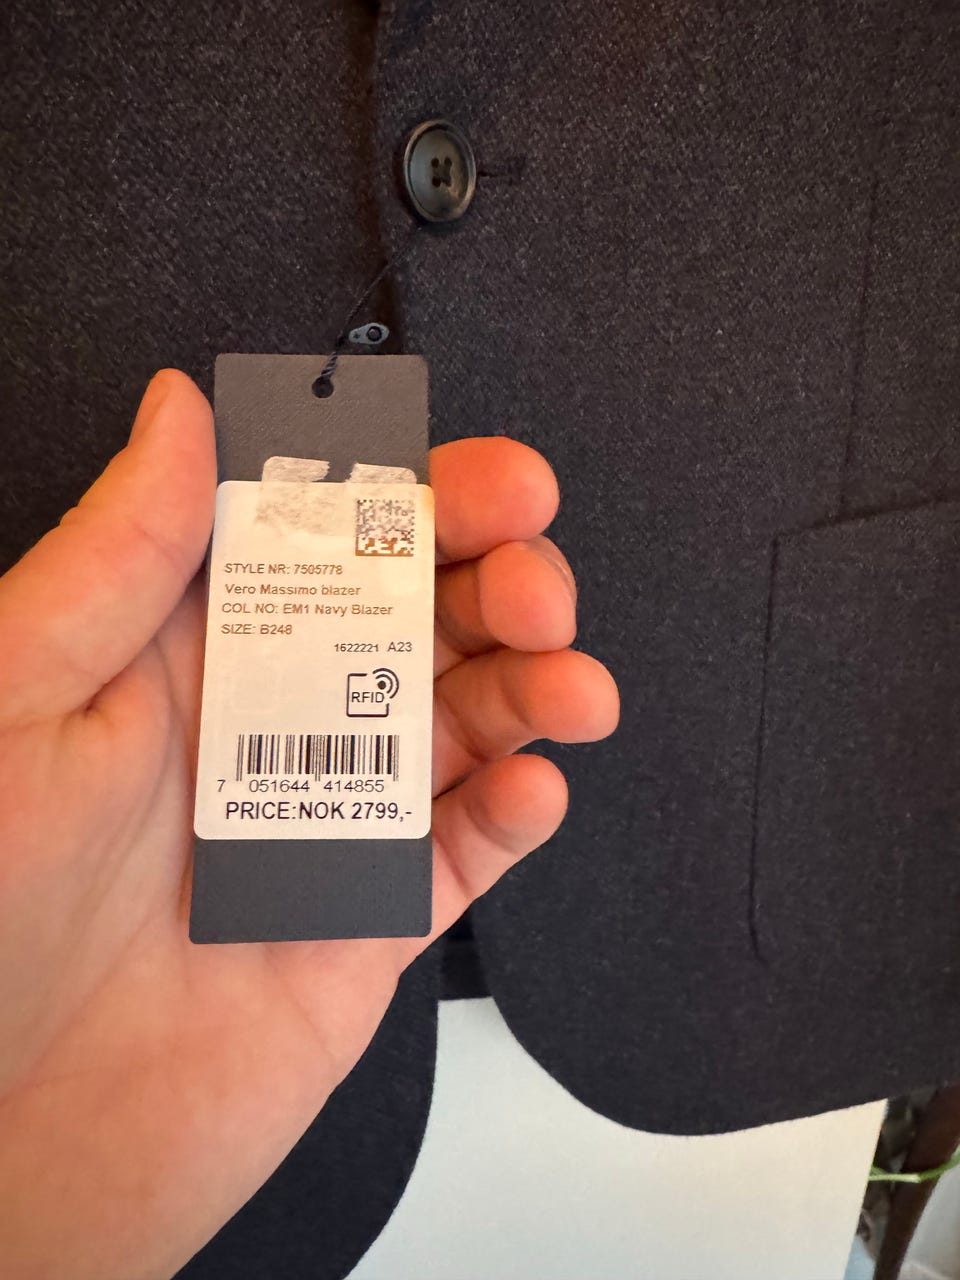 STYLE NR: 7505778
Vero Massimo blazer
COL NO: EM1 Navy Blazer
SIZE: B248
1622221 A23
RFID
7 051644 414855
PRICE:NOK 2799,-